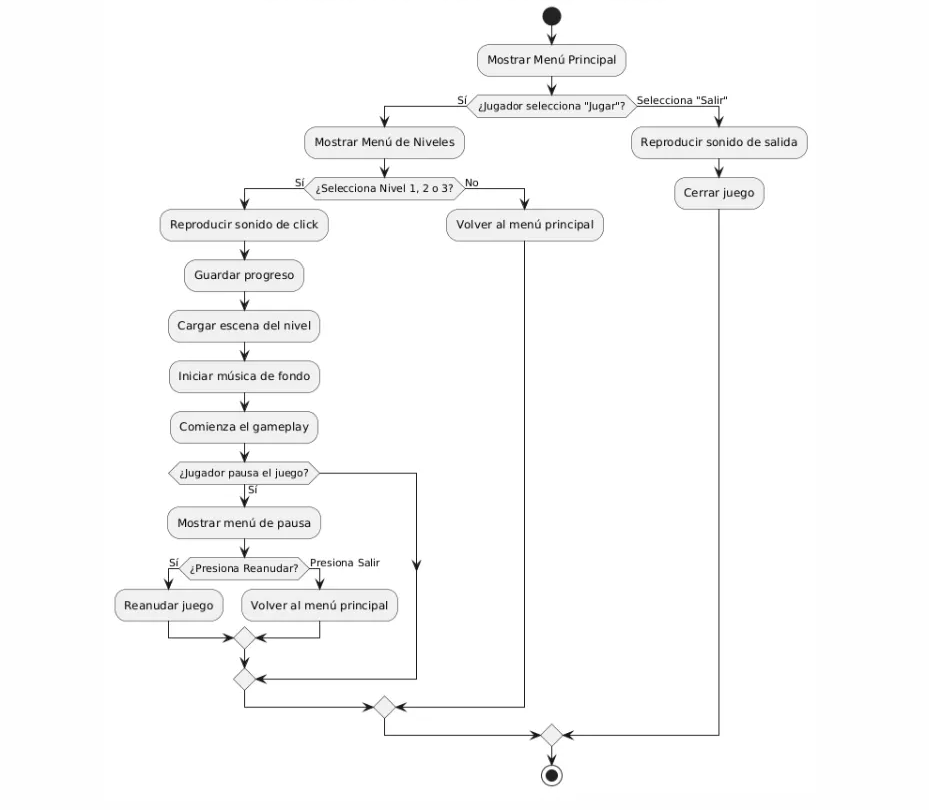 Mostrar Menú Principal
Sí
¿Jugador selecciona "Jugar"?
Selecciona "Salir"
Mostrar Menú de Niveles
Reproducir sonido de salida
Sí
¿Selecciona Nivel 1, 2 o 3?
No
Cerrar juego
Reproducir sonido de click
Volver al menú principal
Guardar progreso
Cargar escena del nivel
Iniciar música de fondo
Comienza el gameplay
¿Jugador pausa el juego?
Sí
Mostrar menú de pausa
Sí
¿Presiona Reanudar?
Presiona Salir
Reanudar juego
Volver al menú principal